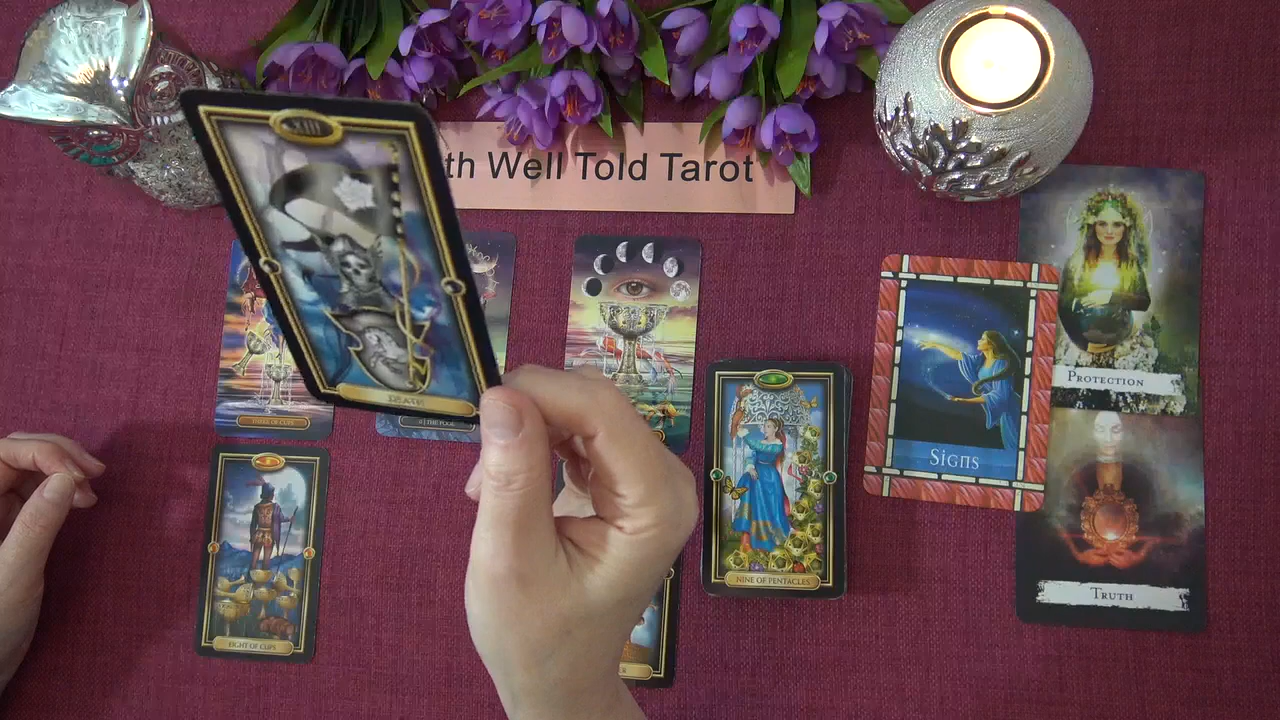 th Well Told Tarot
XIII
DEATH
THREE OF CUPS
0 | THE FOOL
EIGHT OF CUPS
NINE OF PENTACLES
SIGNS
PROTECTION
TRUTH